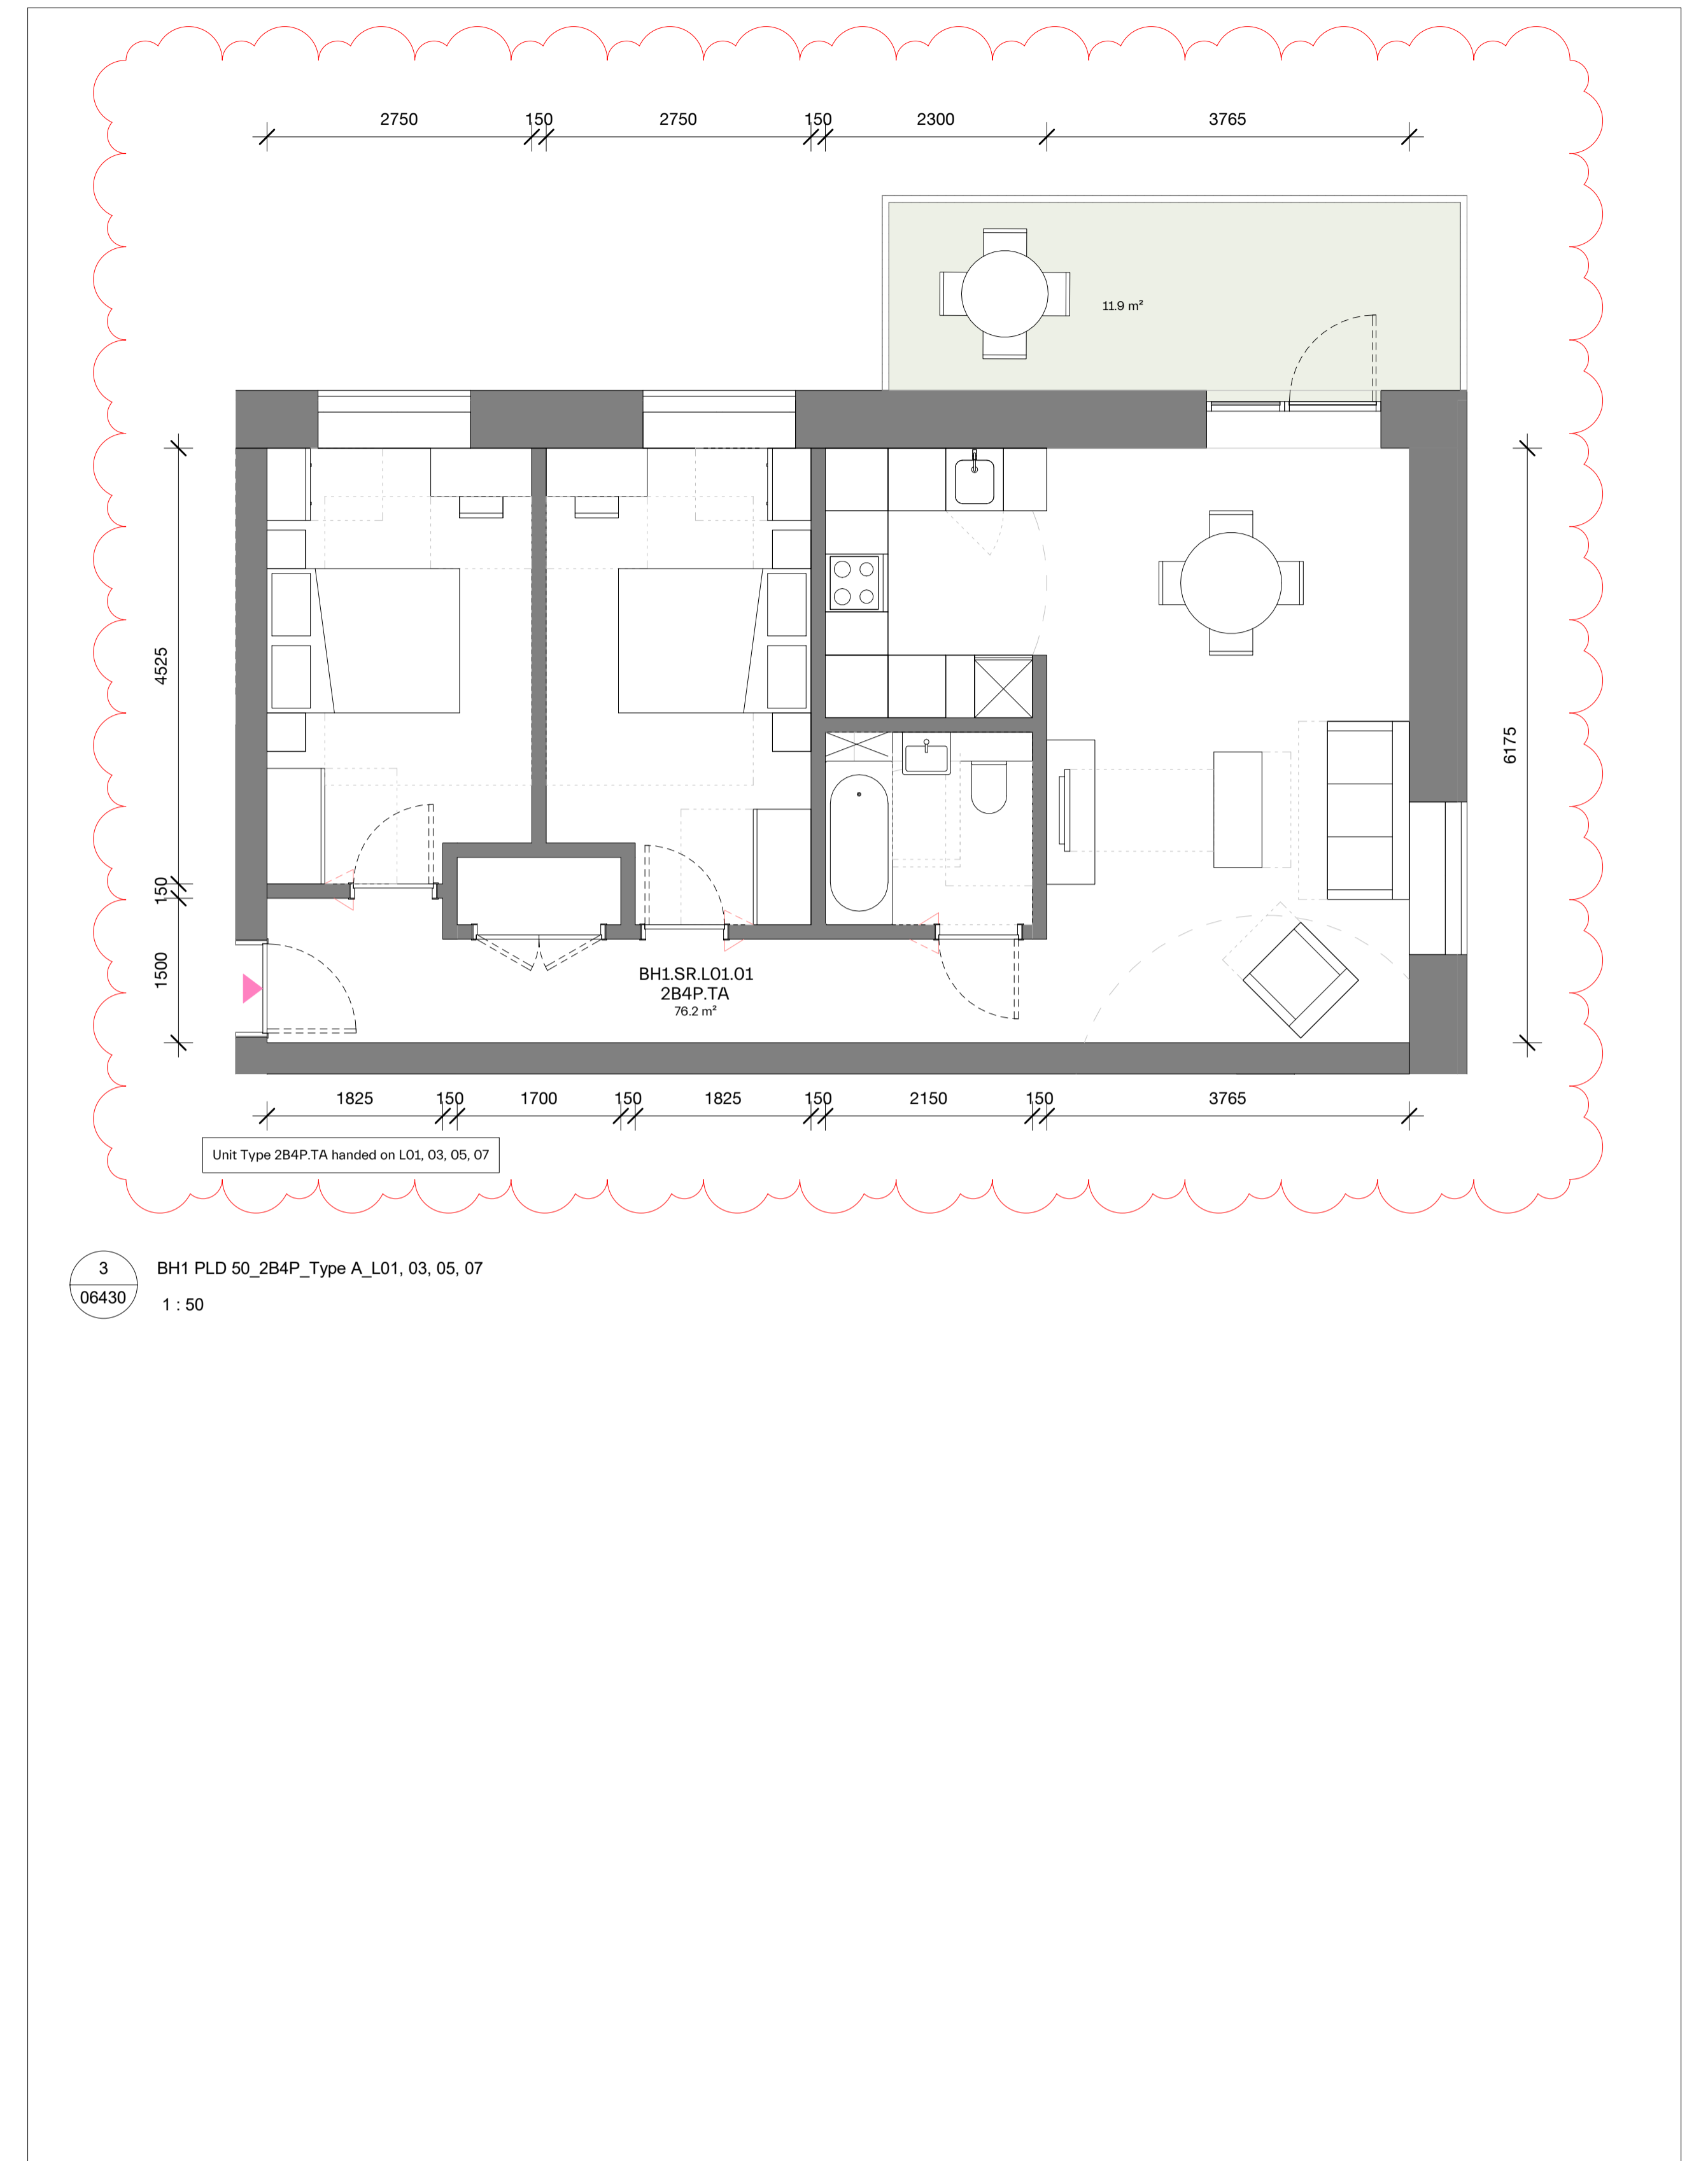 2750 150 2750 150 2300 3765
11.9 m²
4525
150
1500
6175
BH1.SR.L01.01
2B4P.TA
76.2 m²
1825 150 1700 150 1825 150 2150 150 3765
Unit Type 2B4P.TA handed on L01, 03, 05, 07
3
06430
BH1 PLD 50_2B4P_Type A_L01, 03, 05, 07
1 : 50